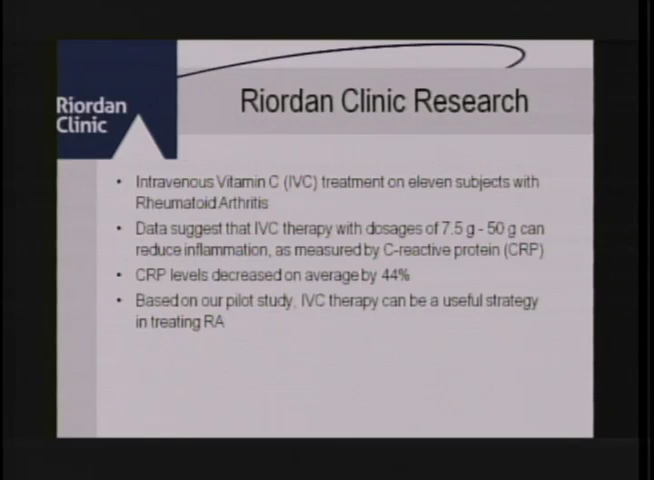 Riordan
Clinic
Riordan Clinic Research
• Intravenous Vitamin C (IVC) treatment on eleven subjects with
Rheumatoid Arthritis
• Data suggest that IVC therapy with dosages of 7.5 g - 50 g can
reduce inflammation, as measured by C-reactive protein (CRP)
• CRP levels decreased on average by 44%
• Based on our pilot study, IVC therapy can be a useful strategy
in treating RA